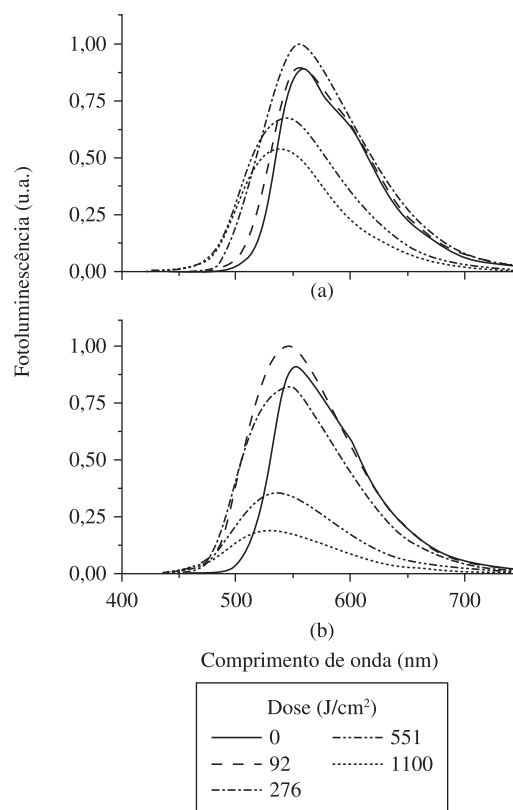 Fotoluminescência (u.a.)
1,00
0,75
0,50
0,25
0,00
(a)
1,00
0,75
0,50
0,25
0,00
400 500 600 700
(b)
Comprimento de onda (nm)
Dose (J/cm²)
0 551
92 1100
276